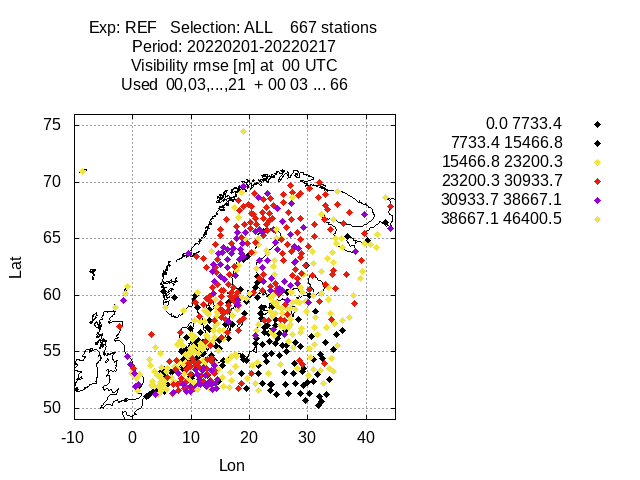 Exp: REF   Selection: ALL    667 stations
Period: 20220201-20220217
Visibility rmse [m] at  00 UTC
Used  00,03,...,21  + 00 03 ... 66
0.0 7733.4
7733.4 15466.8
15466.8 23200.3
23200.3 30933.7
30933.7 38667.1
38667.1 46400.5
75
70
65
60
55
50
Lat
-10 0 10 20 30 40
Lon